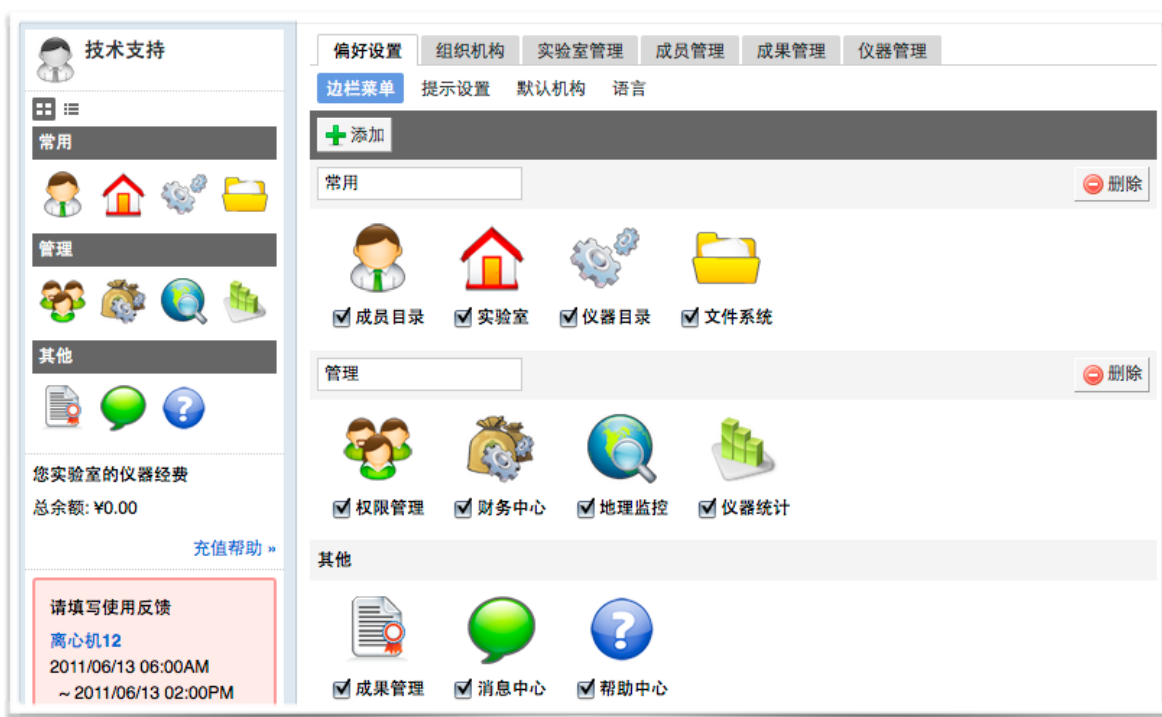 技术支持
常用
管理
其他
您实验室的仪器经费
总余额: ¥0.00
充值帮助 »
请填写使用反馈
离心机12
2011/06/13 06:00AM
~ 2011/06/13 02:00PM
偏好设置 组织机构 实验室管理 成员管理 成果管理 仪器管理
边栏菜单 提示设置 默认机构 语言
添加
常用 删除
成员目录 实验室 仪器目录 文件系统
管理 删除
权限管理 财务中心 地理监控 仪器统计
其他
成果管理 消息中心 帮助中心